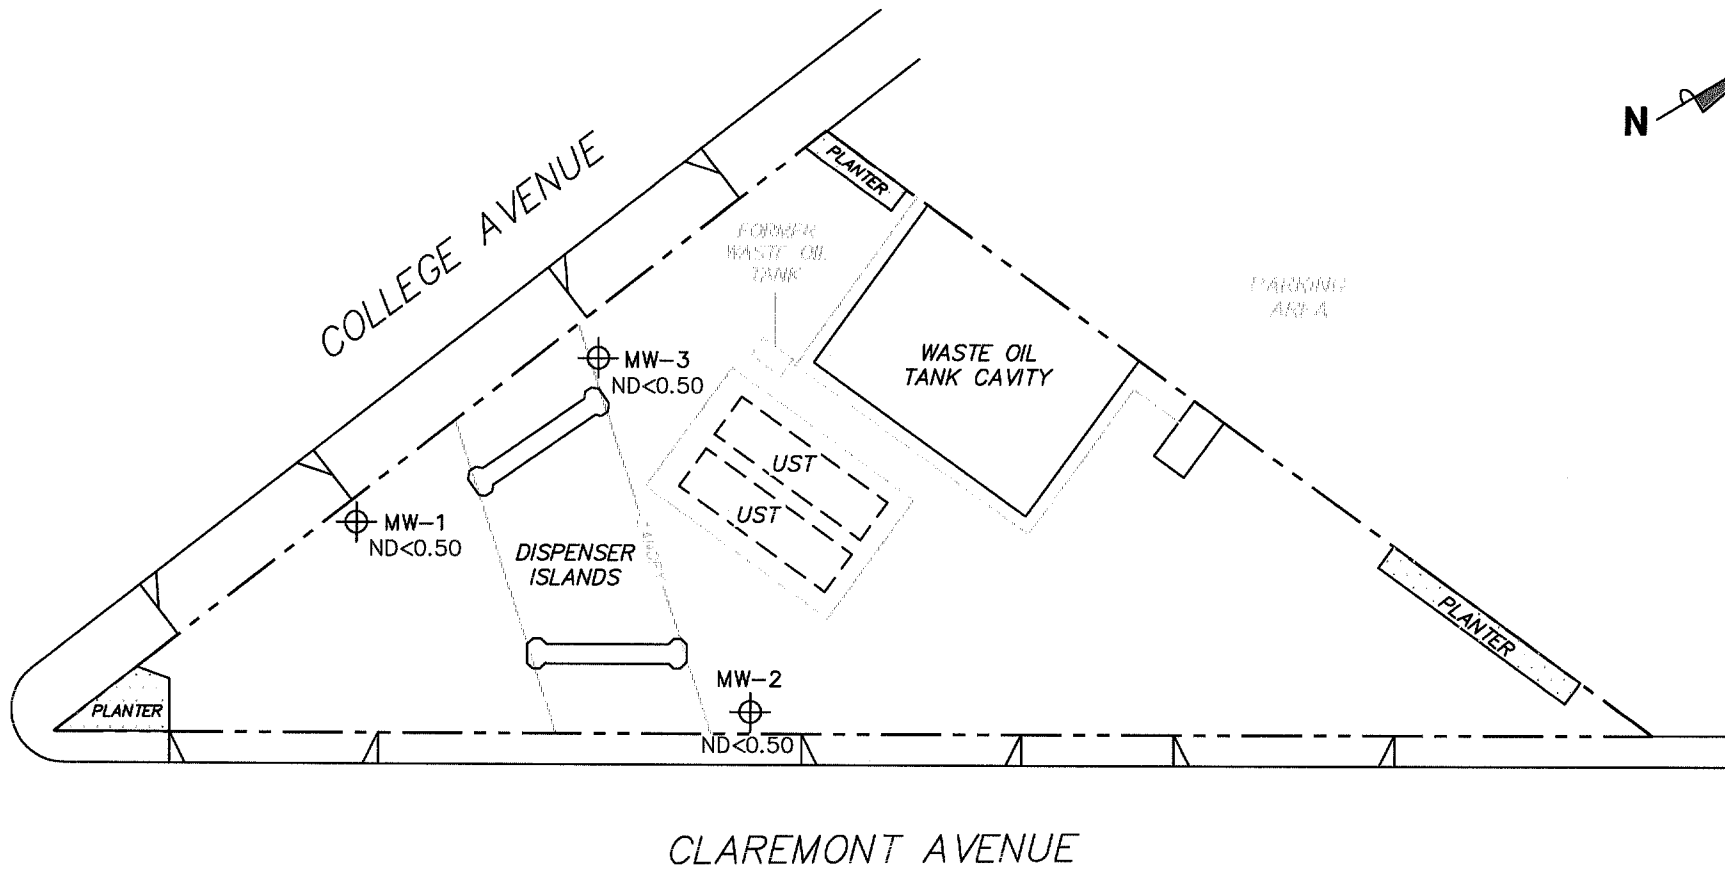 COLLEGE AVENUE
N
PLANTER
FORMER
WASTE OIL
TANK
PARKING
AREA
WASTE OIL
TANK CAVITY
MW-3
ND<0.50
UST
UST
MW-1
ND<0.50
DISPENSER
ISLANDS
PLANTER
MW-2
ND<0.50
PLANTER
CLAREMONT AVENUE